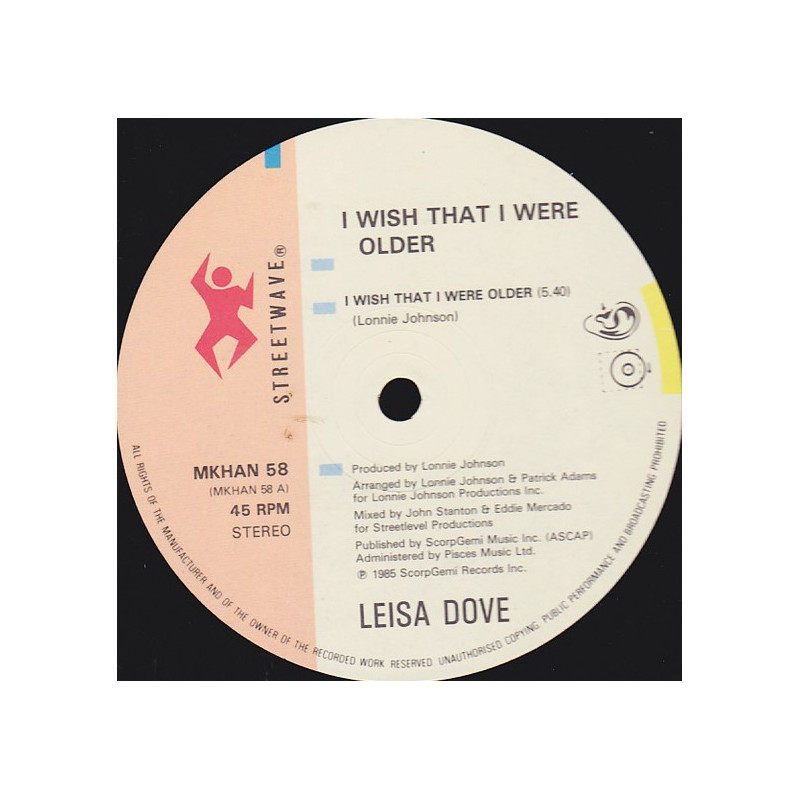 I WISH THAT I WERE
OLDER
I WISH THAT I WERE OLDER (5.40)
(Lonnie Johnson)
STREETWAVE®
MKHAN 58
(MKHAN 58 A)
45 RPM
STEREO
Produced by Lonnie Johnson
Arranged by Lonnie Johnson & Patrick Adams
for Lonnie Johnson Productions Inc.
Mixed by John Stanton & Eddie Mercado
for Streetlevel Productions
Published by ScorpGemi Music Inc. (ASCAP)
Administered by Pisces Music Ltd.
℗ 1985 ScorpGemi Records Inc.
LEISA DOVE
ALL RIGHTS OF THE MANUFACTURER AND OF THE OWNER OF THE RECORDED WORK RESERVED. UNAUTHORISED COPYING, PUBLIC PERFORMANCE AND BROADCASTING PROHIBITED